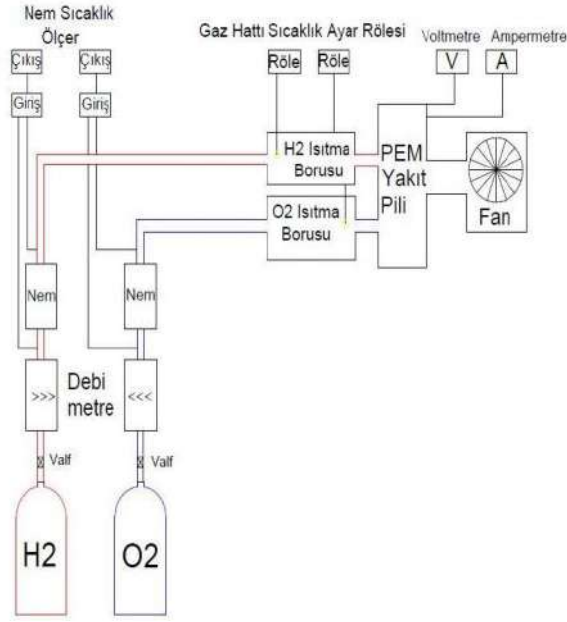 Nem Sıcaklık
Ölçer
Gaz Hattı Sıcaklık Ayar Rölesi
Voltmetre
Ampermetre
Çıkış
Çıkış
Röle
Röle
V
A
Giriş
Giriş
H2 Isıtma
Borusu
PEM
Yakıt
Pili
Fan
O2 Isıtma
Borusu
Nem
Nem
>>>
Debi
metre
<<<
Valf
Valf
H2
O2